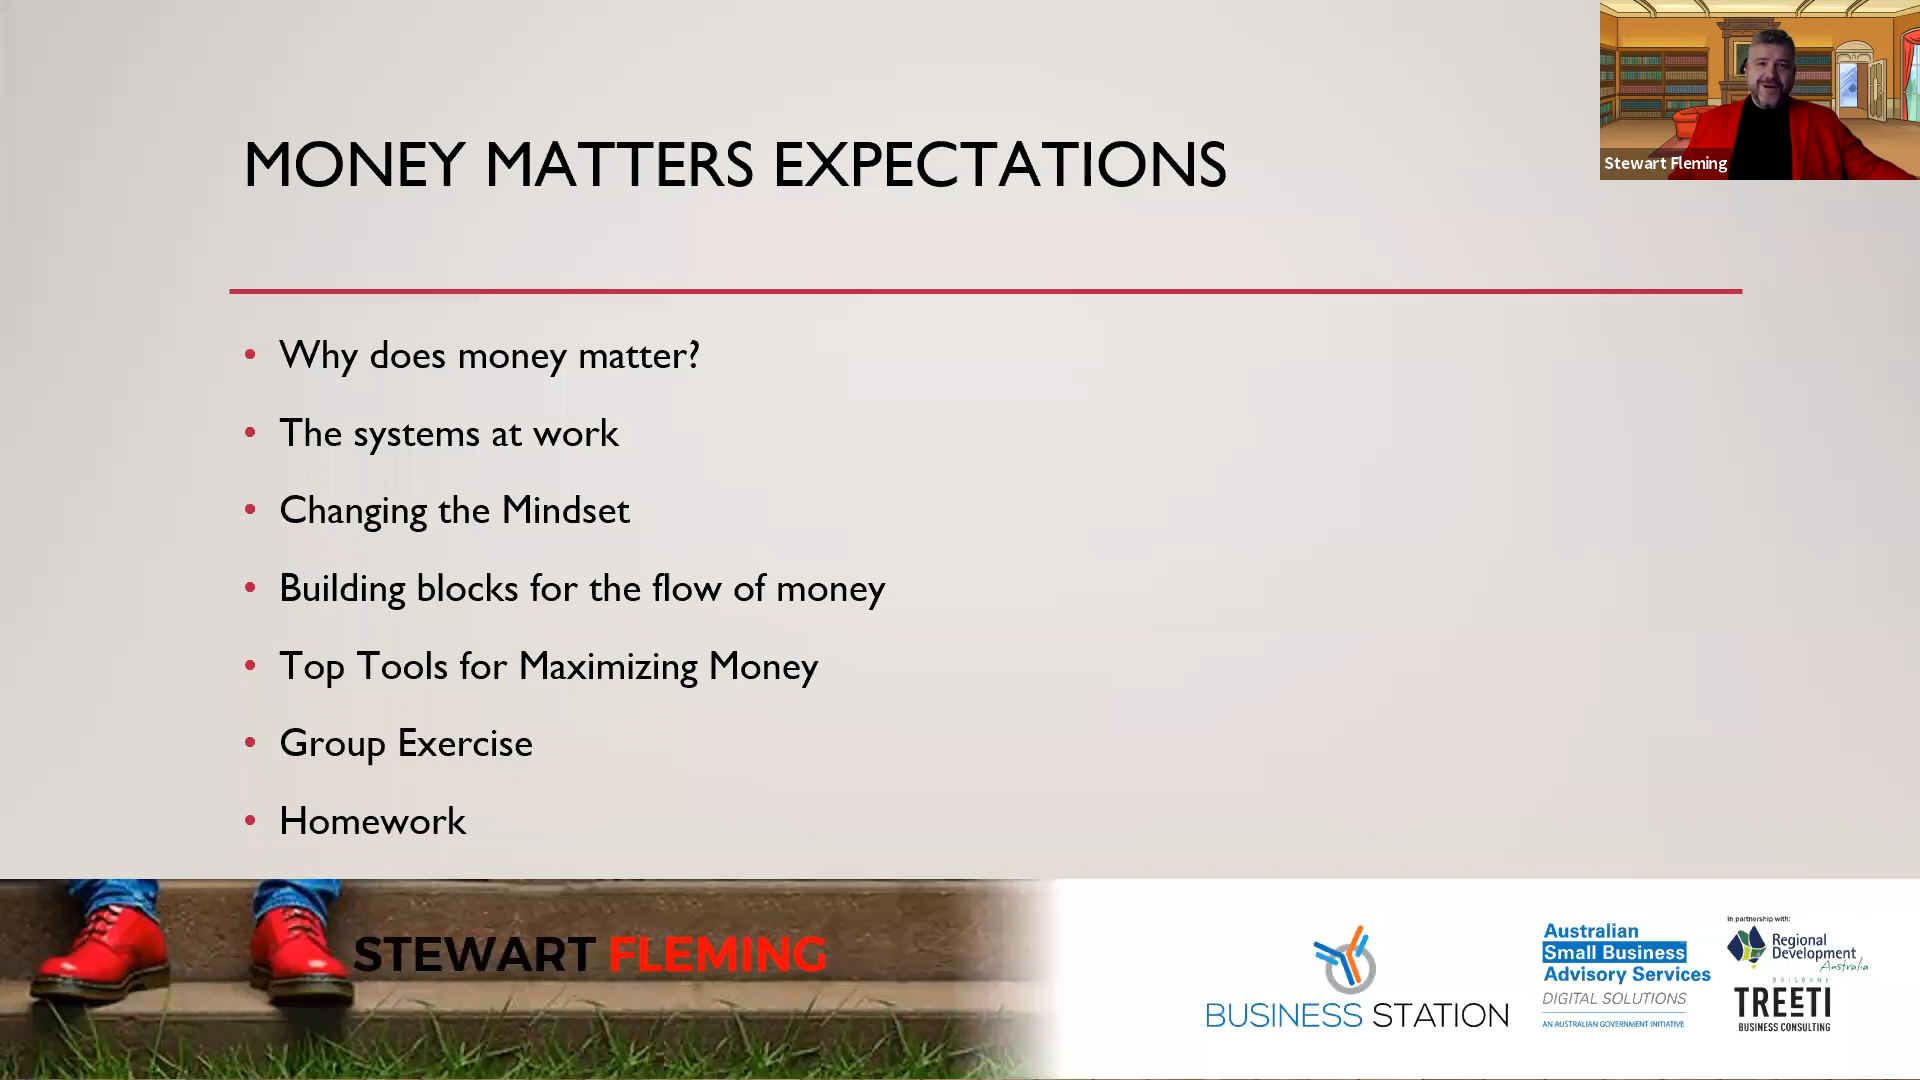 MONEY MATTERS EXPECTATIONS
Stewart Fleming
• Why does money matter?
• The systems at work
• Changing the Mindset
• Building blocks for the flow of money
• Top Tools for Maximizing Money
• Group Exercise
• Homework
STEWART FLEMING
BUSINESS STATION
Australian
Small Business
Advisory Services
DIGITAL SOLUTIONS
AN AUSTRALIAN GOVERNMENT INITIATIVE
In partnership with:
Regional
Development
Australia
BRISBANE
TREETI
BUSINESS CONSULTING